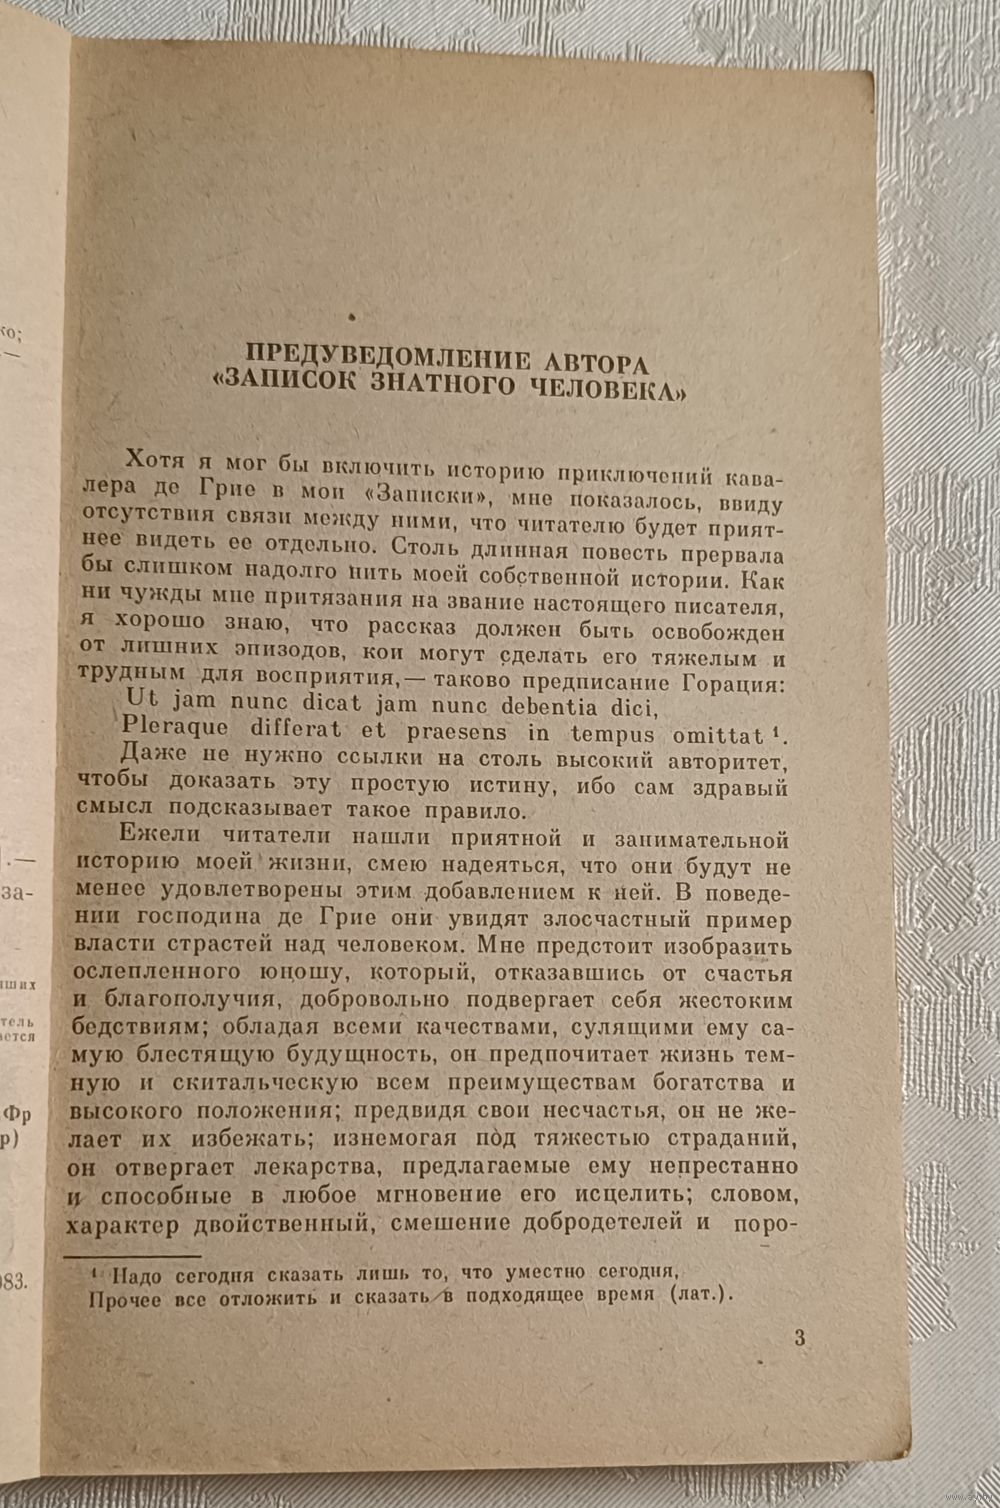 ко;
—
.—
за-
тель
ается
Фр
р)
983.
ПРЕДУВЕДОМЛЕНИЕ АВТОРА
«ЗАПИСОК ЗНАТНОГО ЧЕЛОВЕКА»
Хотя я мог бы включить историю приключений кава-
лера де Грие в мои «Записки», мне показалось, ввиду
отсутствия связи между ними, что читателю будет прият-
нее видеть ее отдельно. Столь длинная повесть прервала
бы слишком надолго нить моей собственной истории. Как
ни чужды мне притязания на звание настоящего писателя,
я хорошо знаю, что рассказ должен быть освобожден
от лишних эпизодов, кои могут сделать его тяжелым и
трудным для восприятия,— таково предписание Горация:
Ut jam nunc dicat jam nunc debentia dici,
Pleraque differat et praesens in tempus omittat ¹.
Даже не нужно ссылки на столь высокий авторитет,
чтобы доказать эту простую истину, ибо сам здравый
смысл подсказывает такое правило.
Ежели читатели нашли приятной и занимательной
историю моей жизни, смею надеяться, что они будут не
менее удовлетворены этим добавлением к ней. В поведе-
нии господина де Грие они увидят злосчастный пример
власти страстей над человеком. Мне предстоит изобразить
ослепленного юношу, который, отказавшись от счастья
и благополучия, добровольно подвергает себя жестоким
бедствиям; обладая всеми качествами, сулящими ему са-
мую блестящую будущность, он предпочитает жизнь тем-
ную и скитальческую всем преимуществам богатства и
высокого положения; предвидя свои несчастья, он не же-
лает их избежать; изнемогая под тяжестью страданий,
он отвергает лекарства, предлагаемые ему непрестанно
и способные в любое мгновение его исцелить; словом,
характер двойственный, смешение добродетелей и поро-
¹ Надо сегодня сказать лишь то, что уместно сегодня,
Прочее все отложить и сказать в подходящее время (лат.).
3